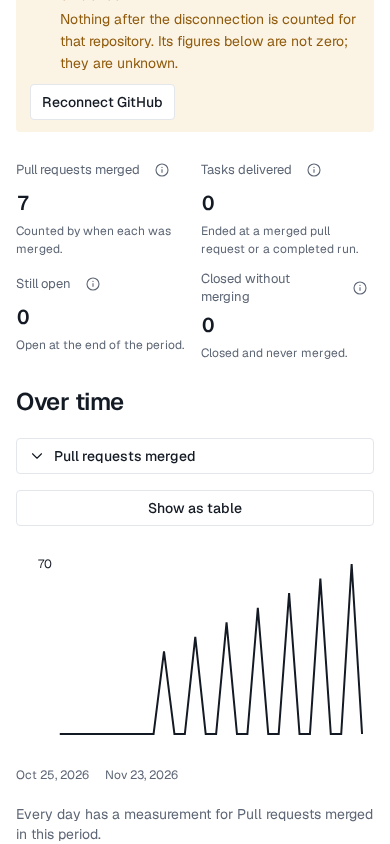 Nothing after the disconnection is counted for
that repository. Its figures below are not zero;
they are unknown.
Reconnect GitHub
Pull requests merged
7
Counted by when each was
merged.
Tasks delivered
0
Ended at a merged pull
request or a completed run.
Still open
0
Open at the end of the period.
Closed without
merging
0
Closed and never merged.
Over time
Pull requests merged
Show as table
70
Oct 25, 2026
Nov 23, 2026
Every day has a measurement for Pull requests merged
in this period.